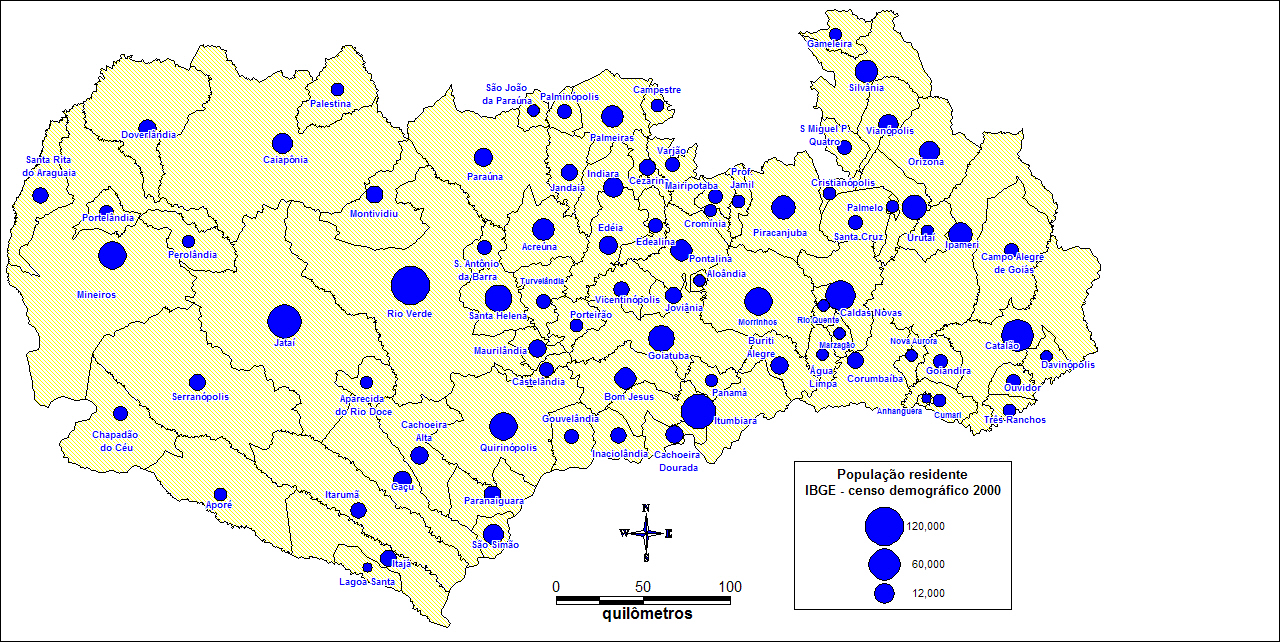 Gameleira
Silvânia
São João
da Paraúna
Palminópolis
Campestre
Palestina
Doverlândia
Palmeiras
S Miguel P
Quatro
Vianópolis
Santa Rita
do Araguaia
Caiapônia
Varjão
Orizona
Paraúna
Jandaia
Indiara
Cezarina
Mairipotaba
Prof
Jamil
Cristianópolis
Portelândia
Montividiu
Cromínia
Piracanjuba
Palmelo
Santa Cruz
Urutaí
Ipameri
Perolândia
Acreúna
Edéia
Edealina
Pontalina
Campo Alegre
de Goiás
S. Antônio
da Barra
Turvelândia
Aloândia
Mineiros
Rio Verde
Santa Helena
Vicentinópolis
Joviânia
Morrinhos
Rio Quente
Caldas Novas
Porteirão
Jataí
Maurilândia
Goiatuba
Buriti
Alegre
Marzagão
Nova Aurora
Catalão
Castelândia
Água
Limpa
Corumbaíba
Goiandira
Davinópolis
Serranópolis
Aparecida
do Rio Doce
Bom Jesus
Panamá
Ouvidor
Anhanguera
Cumari
Três Ranchos
Chapadão
do Céu
Cachoeira
Alta
Gouvelândia
Itumbiara
Quirinópolis
Inaciolândia
Cachoeira
Dourada
Caçu
Aporé
Itarumã
Paranaiguara
São Simão
Itajá
Lagoa Santa
N
W E
S
0 50 100
quilômetros
População residente
IBGE - censo demográfico 2000
120,000
60,000
12,000